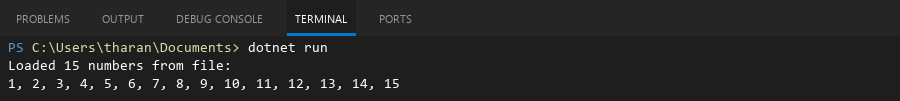 PROBLEMS OUTPUT DEBUG CONSOLE TERMINAL PORTS
PS C:\Users\tharan\Documents> dotnet run
Loaded 15 numbers from file:
1, 2, 3, 4, 5, 6, 7, 8, 9, 10, 11, 12, 13, 14, 15